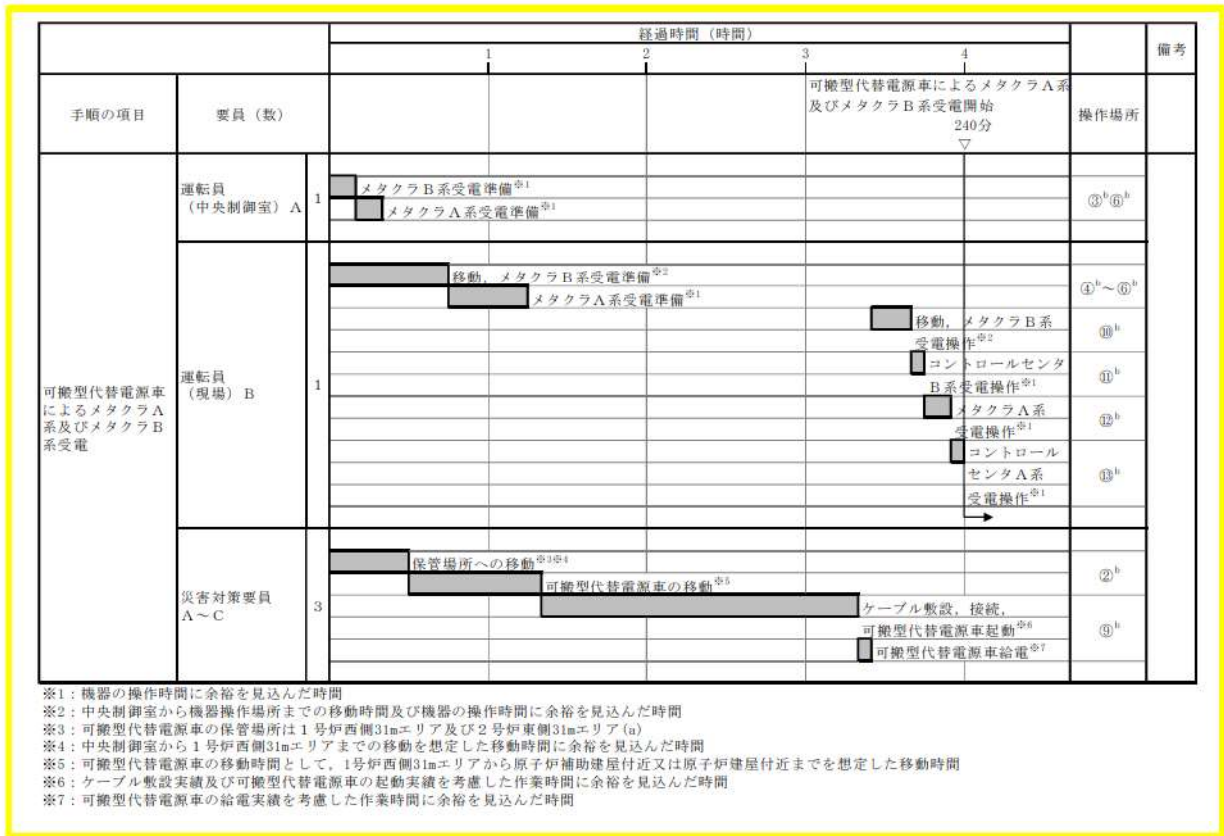 経過時間（時間）
1 2 3 4
備考
手順の項目
要員（数）
可搬型代替電源車によるメタクラＡ系
及びメタクラＢ系受電開始
240分
▽
操作場所
可搬型代替電源車
によるメタクラＡ
系及びメタクラＢ
系受電
運転員
（中央制御室）Ａ
1
メタクラＢ系受電準備※1
メタクラＡ系受電準備※1
③ᵇ⑥ᵇ
運転員
（現場）Ｂ
1
移動，メタクラＢ系受電準備※2
メタクラＡ系受電準備※1
④ᵇ～⑥ᵇ
移動，メタクラＢ系
受電操作※2
⑩ᵇ
コントロールセンタ
Ｂ系受電操作※1
⑪ᵇ
メタクラＡ系
受電操作※1
⑫ᵇ
コントロール
センタＡ系
受電操作※1
⑬ᵇ
災害対策要員
Ａ～Ｃ
3
保管場所への移動※3※4
可搬型代替電源車の移動※5
②ᵇ
ケーブル敷設，接続，
可搬型代替電源車起動※6
可搬型代替電源車給電※7
⑨ᵇ
※1：機器の操作時間に余裕を見込んだ時間
※2：中央制御室から機器操作場所までの移動時間及び機器の操作時間に余裕を見込んだ時間
※3：可搬型代替電源車の保管場所は１号炉西側31mエリア及び２号炉東側31mエリア(a)
※4：中央制御室から１号炉西側31mエリアまでの移動を想定した移動時間に余裕を見込んだ時間
※5：可搬型代替電源車の移動時間として，1号炉西側31mエリアから原子炉補助建屋付近又は原子炉建屋付近までを想定した移動時間
※6：ケーブル敷設実績及び可搬型代替電源車の起動実績を考慮した作業時間に余裕を見込んだ時間
※7：可搬型代替電源車の給電実績を考慮した作業時間に余裕を見込んだ時間